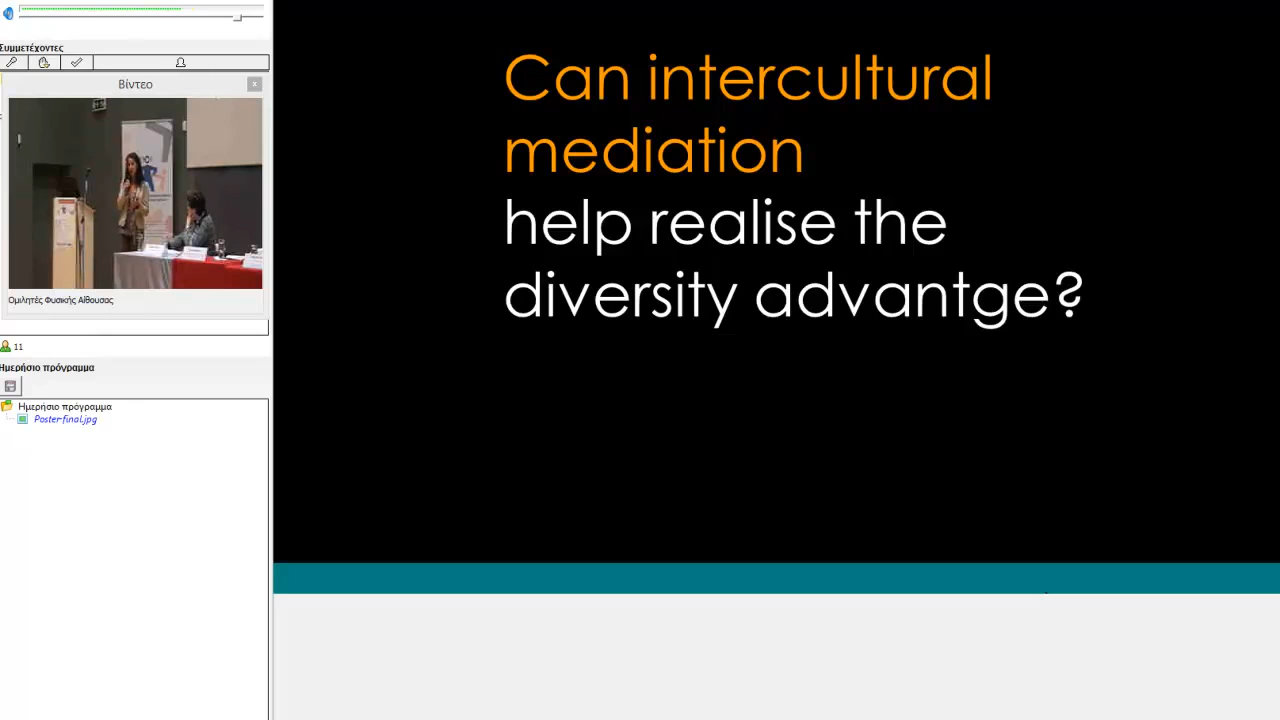 Συμμετέχοντες
Βίντεο
x
Ομιλητές Φυσικής Αίθουσας
11
Ημερήσιο πρόγραμμα
Ημερήσιο πρόγραμμα
Poster-final.jpg
Can intercultural
mediation
help realise the
diversity advantge?